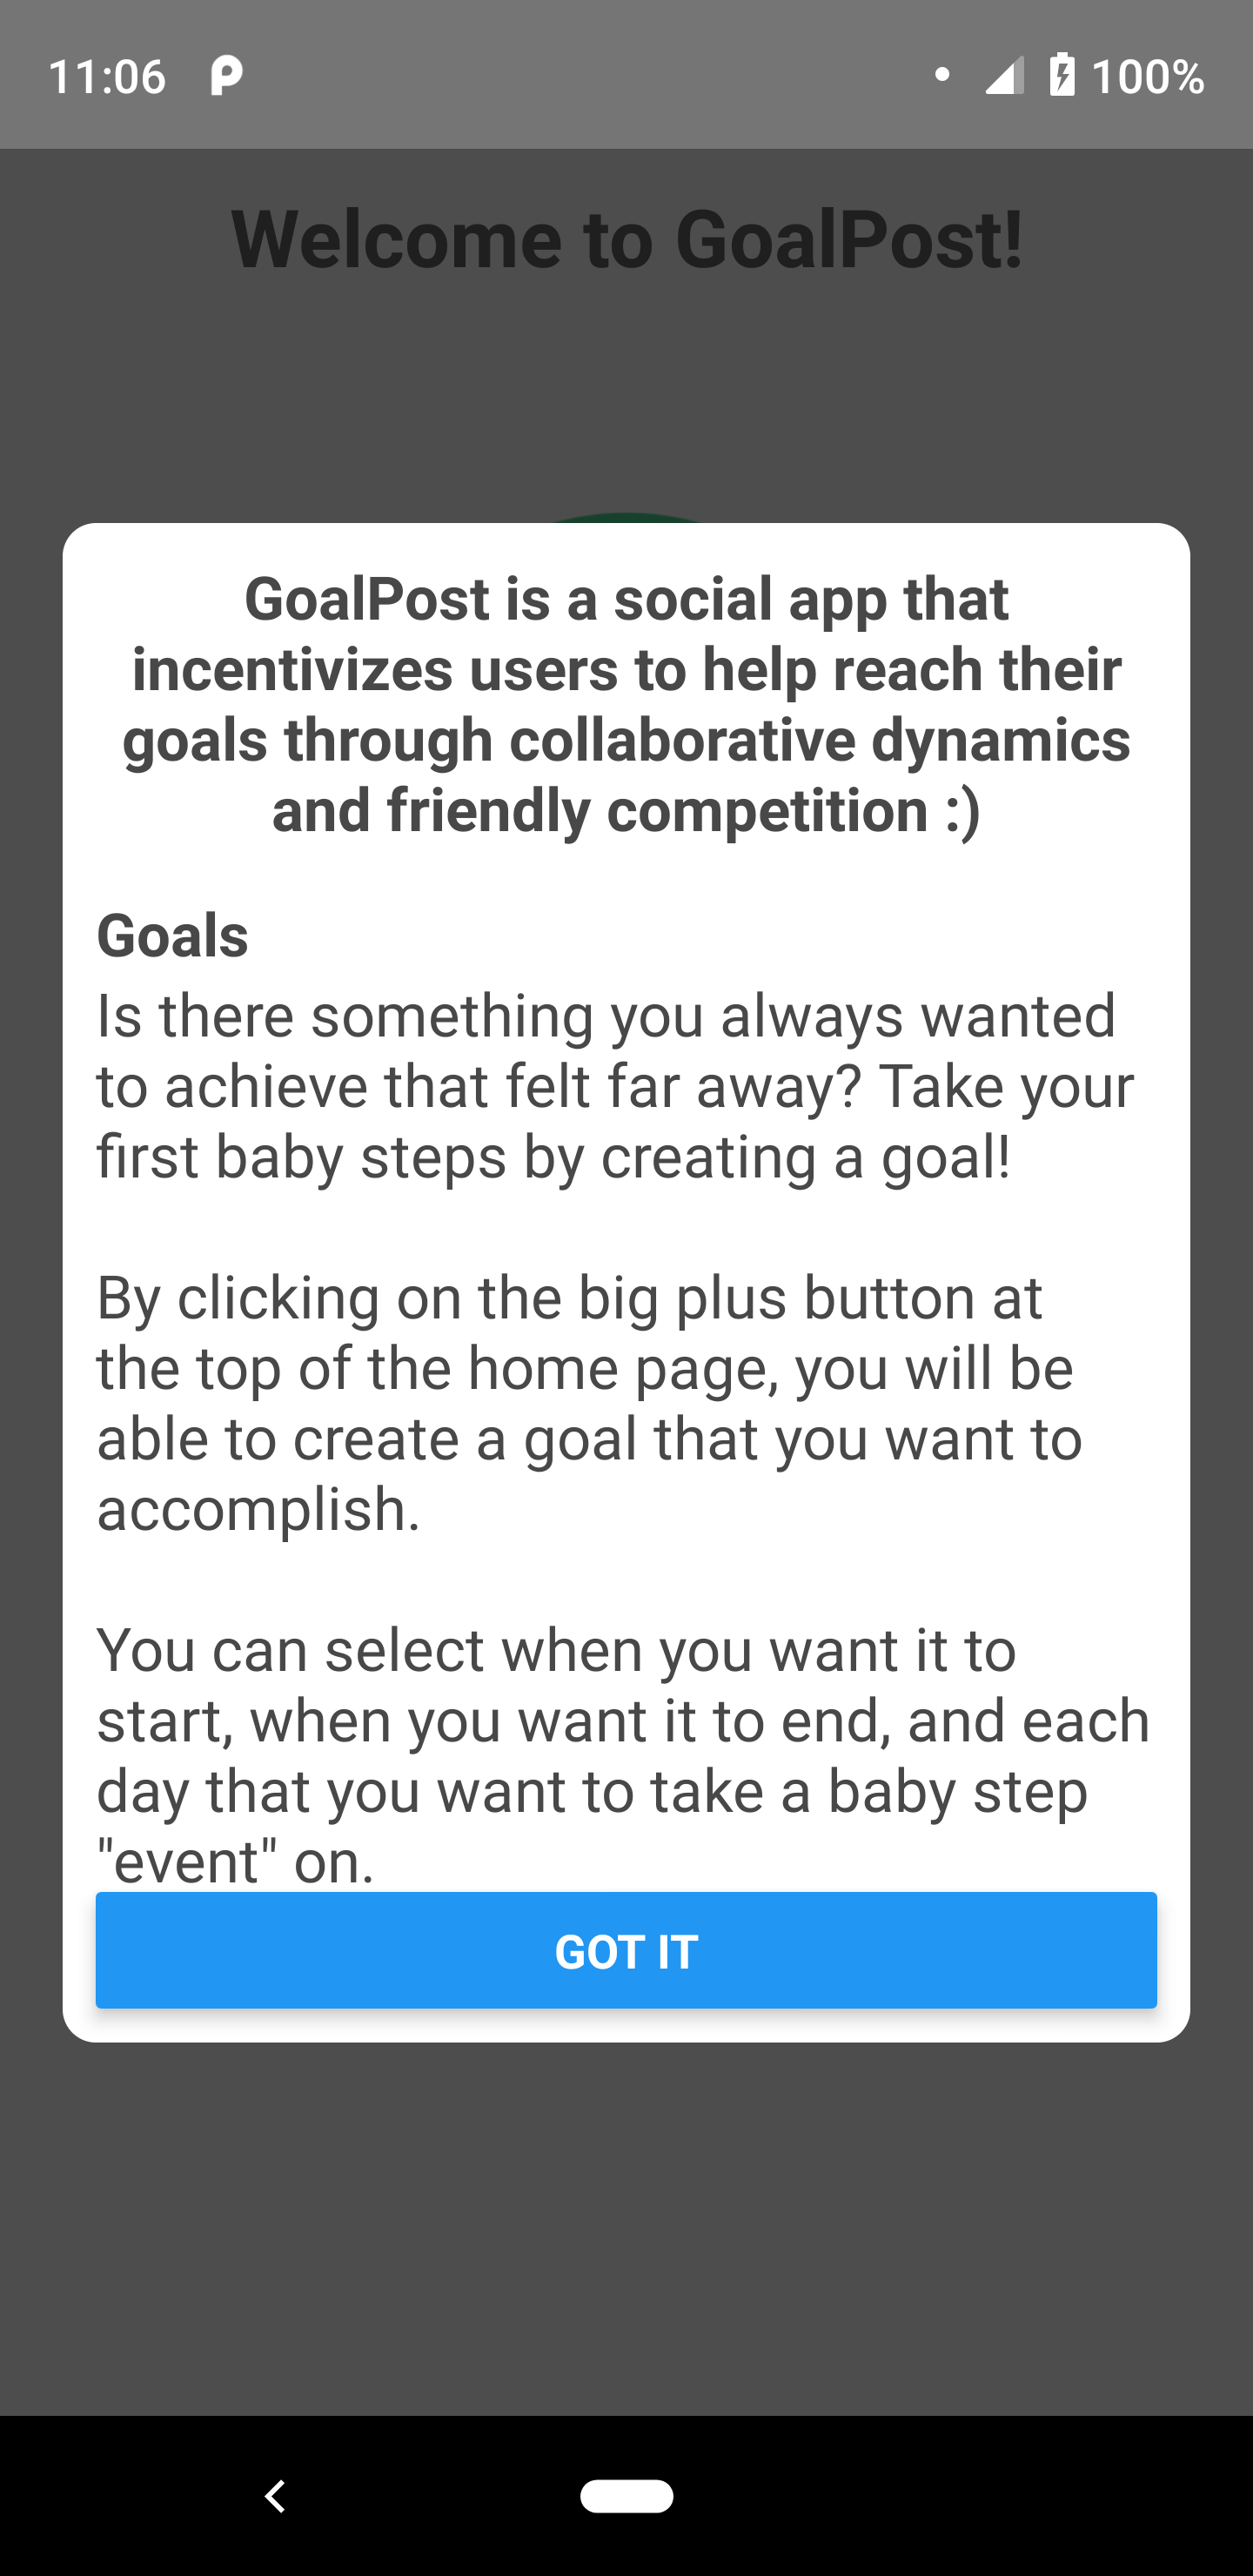 11:06
100%
Welcome to GoalPost!
GoalPost is a social app that
incentivizes users to help reach their
goals through collaborative dynamics
and friendly competition :)
Goals
Is there something you always wanted
to achieve that felt far away? Take your
first baby steps by creating a goal!
By clicking on the big plus button at
the top of the home page, you will be
able to create a goal that you want to
accomplish.
You can select when you want it to
start, when you want it to end, and each
day that you want to take a baby step
"event" on.
GOT IT